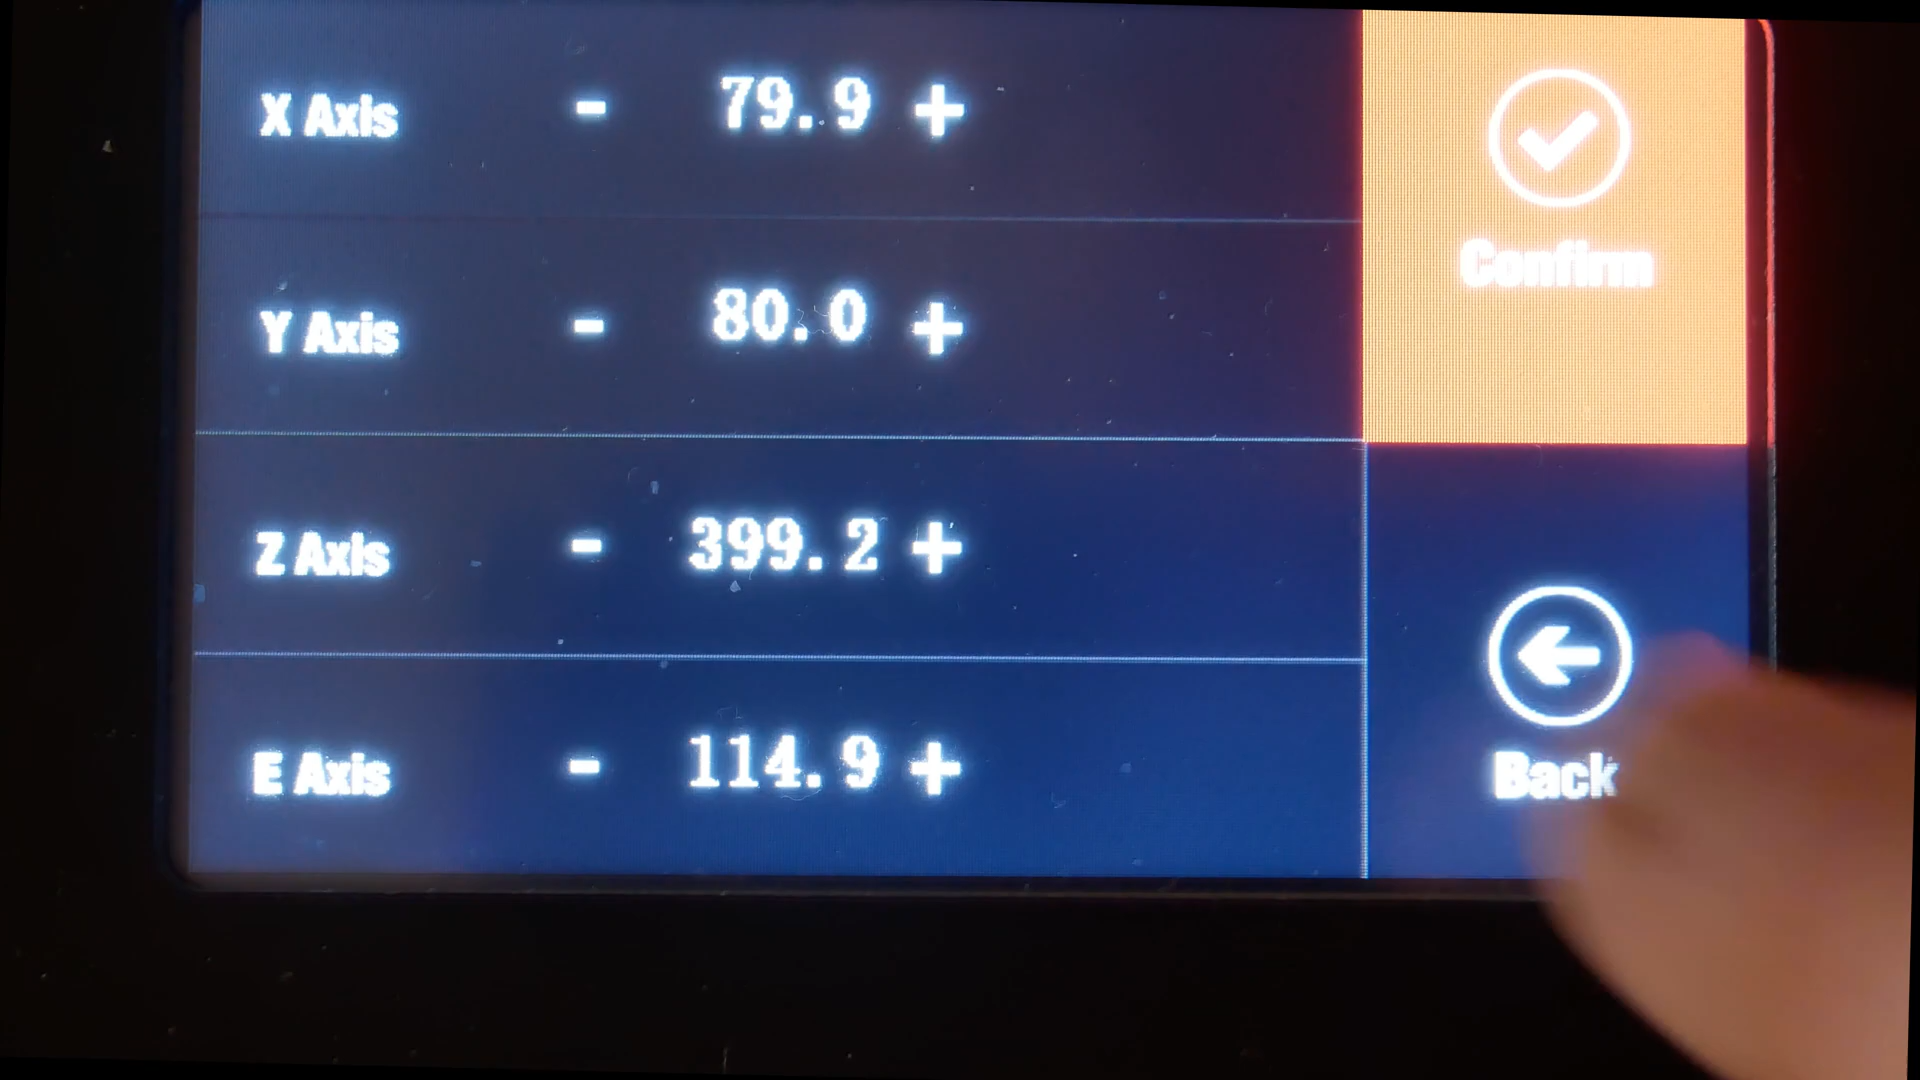 X Axis - 79.9 +
Confirm
Y Axis - 80.0 +
Z Axis - 399.2 +
E Axis - 114.9 +
Back